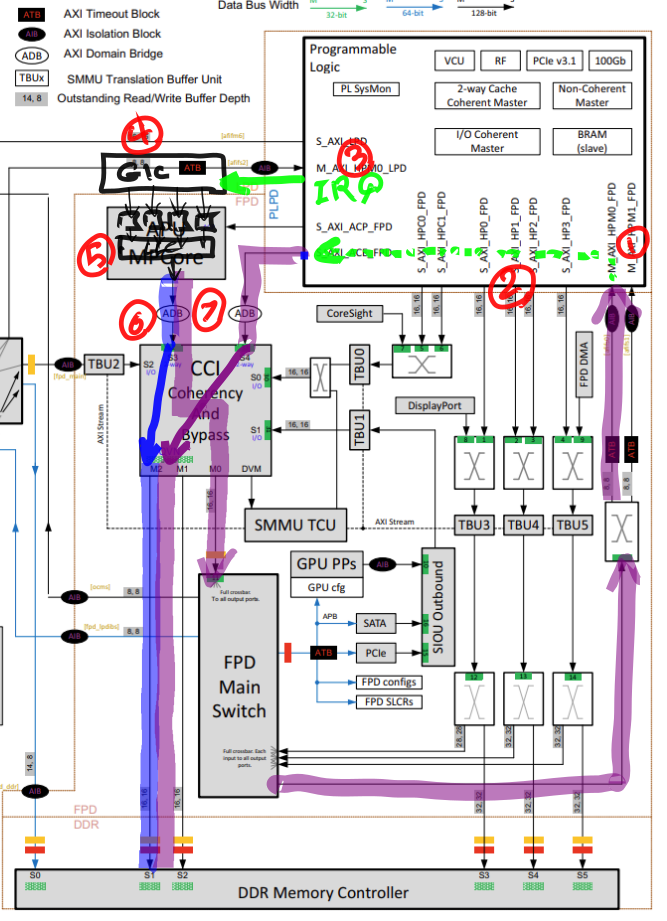 Data Bus Width
32-bit
64-bit
128-bit
ATB AXI Timeout Block
AIB AXI Isolation Block
ADB AXI Domain Bridge
TBUx SMMU Translation Buffer Unit
14, 8 Outstanding Read/Write Buffer Depth
Programmable
Logic
VCU
RF
PCIe v3.1
100Gb
PL SysMon
2-way Cache
Coherent Master
Non-Coherent
Master
I/O Coherent
Master
BRAM
(slave)
S_AXI_LPD
M_AXI_HPM0_LPD
S_AXI_ACP_FPD
S_AXI_ACE_FPD
S_AXI_HPC0_FPD
S_AXI_HPC1_FPD
S_AXI_HP0_FPD
S_AXI_HP1_FPD
S_AXI_HP2_FPD
S_AXI_HP3_FPD
M_AXI_HPM0_FPD
M_AXI_HPM1_FPD
4
3
IRQ
[afifm6]
[afifs2]
AIB
8, 8
GIC
ATB
FPD
PLPD
5
MPCore
1
2
6
7
ADB
ADB
16, 16
16, 16
32, 32
CoreSight
DisplayPort
FPD DMA
TBU0
TBU1
TBU2
AIB
[fpd_main]
S2
I/O
S3
S4
2-way
CCI
Coherency
And
Bypass
S0
I/O
S1
I/O
16, 16
16, 16
M2
M1
M0
DVM
AXI Stream
SMMU TCU
AXI Stream
TBU3
TBU4
TBU5
ATB
ATB
8, 8
8, 8
16, 16
Full crossbar:
To all output ports.
GPU PPs
GPU cfg
AIB
SIOU Outbound
APB
SATA
ATB
PCIe
FPD configs
FPD SLCRs
AIB
[ocms]
8, 8
AIB
[fpd_lpdibs]
8, 8
FPD
Main
Switch
Full crossbar: Each
input to all output
ports.
12
13
14
28, 28
32, 32
32, 32
14, 8
AIB
FPD
DDR
16, 16
16, 16
32, 32
32, 32
32, 32
S0
S1
S2
S3
S4
S5
DDR Memory Controller